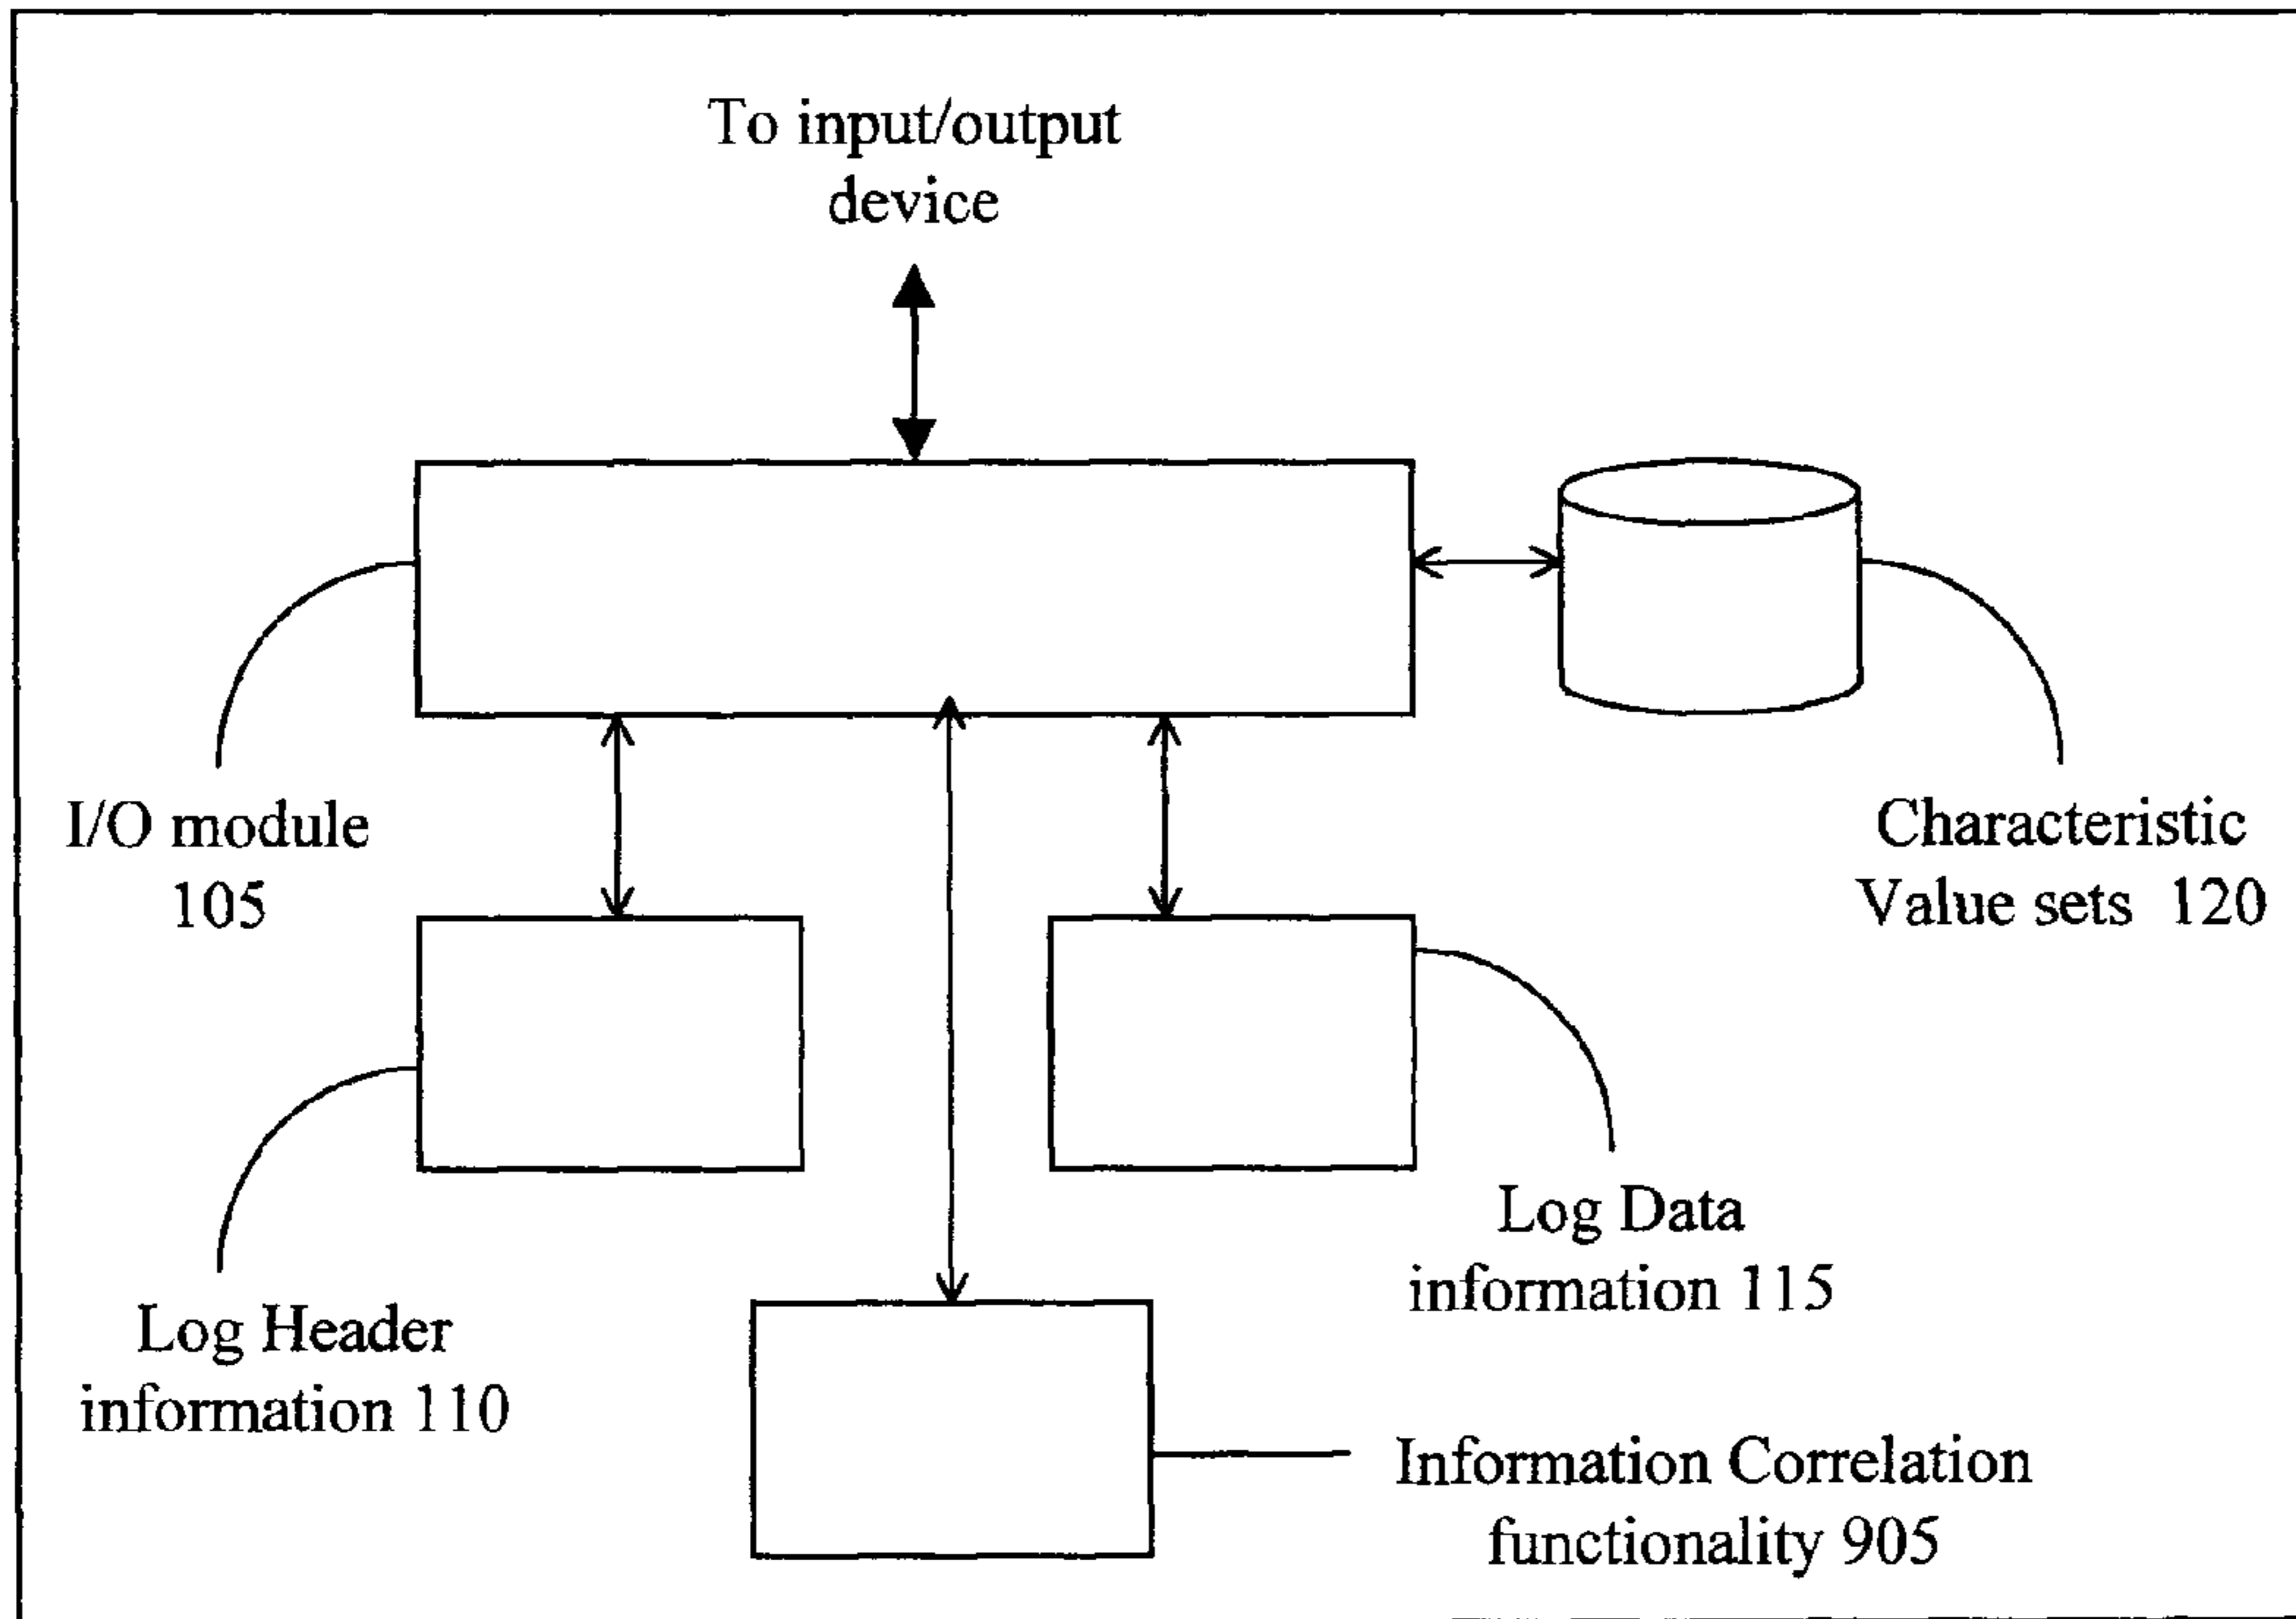 To input/output
device
I/O module
105
Characteristic
Value sets 120
Log Data
information 115
Log Header
information 110
Information Correlation
functionality 905